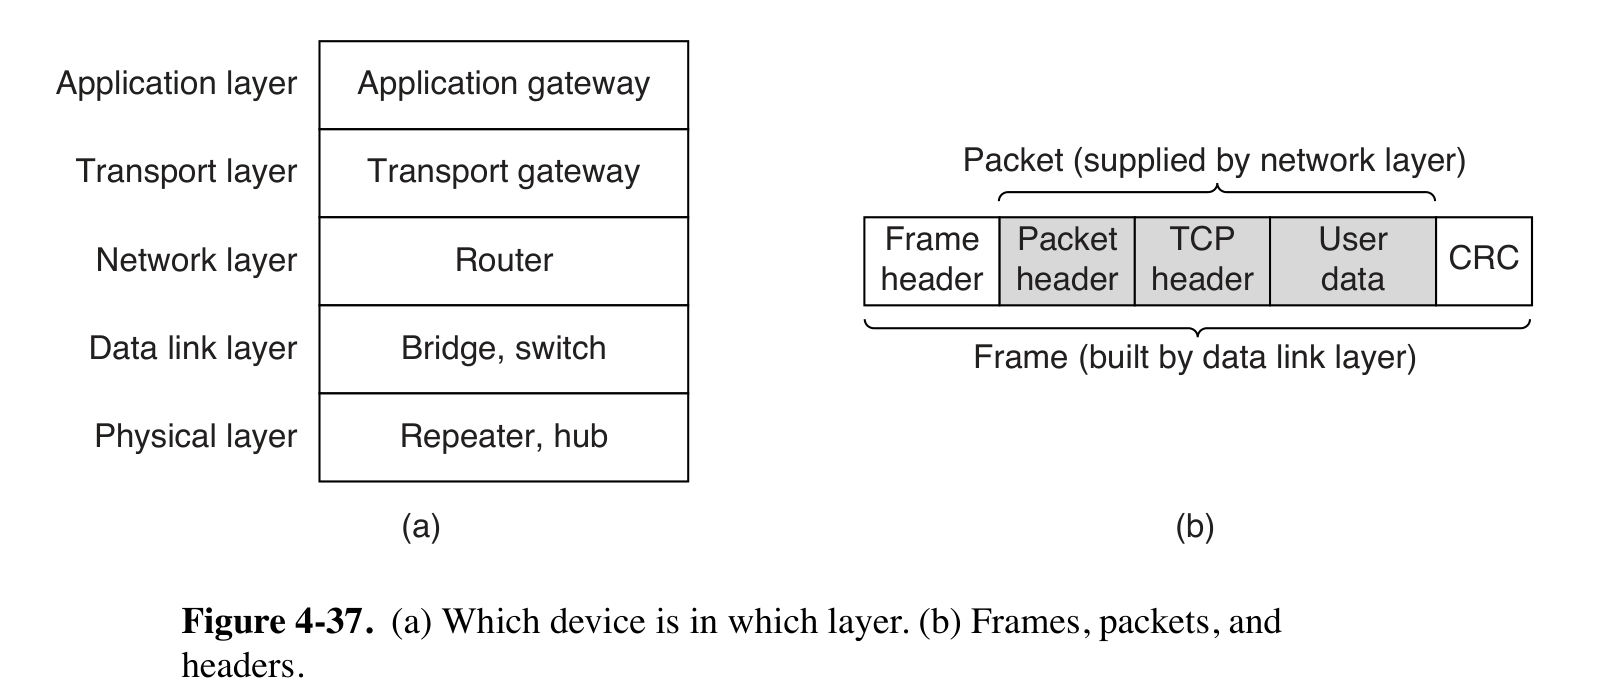 Application layer
Application gateway
Transport layer
Transport gateway
Network layer
Router
Data link layer
Bridge, switch
Physical layer
Repeater, hub
(a)
Packet (supplied by network layer)
Frame
header
Packet
header
TCP
header
User
data
CRC
Frame (built by data link layer)
(b)
Figure 4-37. (a) Which device is in which layer. (b) Frames, packets, and
headers.